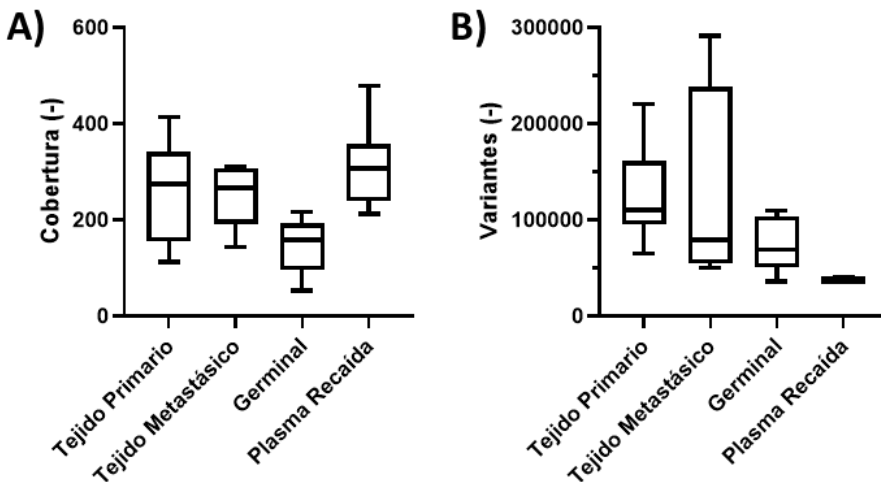 A)
Cobertura (-)
600
400
200
0
Tejido Primario
Tejido Metastásico
Germinal
Plasma Recaída
B)
Variantes (-)
300000
200000
100000
0
Tejido Primario
Tejido Metastásico
Germinal
Plasma Recaída